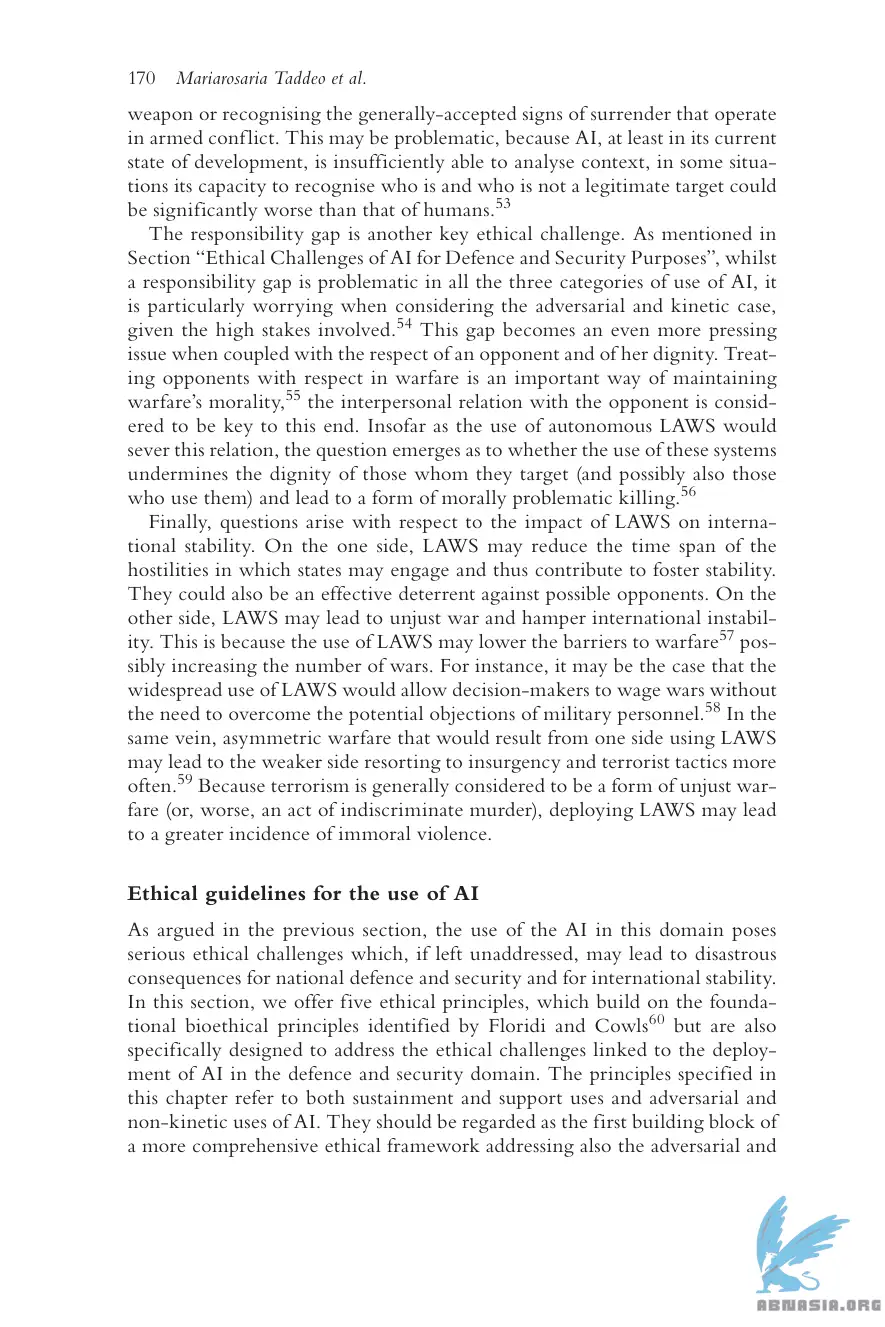 170 Mariarosaria Taddeo et al.
weapon or recognising the generally-accepted signs of surrender that operate
in armed conflict. This may be problematic, because AI, at least in its current
state of development, is insufficiently able to analyse context, in some situa-
tions its capacity to recognise who is and who is not a legitimate target could
be significantly worse than that of humans.53
The responsibility gap is another key ethical challenge. As mentioned in
Section “Ethical Challenges of AI for Defence and Security Purposes”, whilst
a responsibility gap is problematic in all the three categories of use of AI, it
is particularly worrying when considering the adversarial and kinetic case,
given the high stakes involved.54 This gap becomes an even more pressing
issue when coupled with the respect of an opponent and of her dignity. Treat-
ing opponents with respect in warfare is an important way of maintaining
warfare’s morality,55 the interpersonal relation with the opponent is consid-
ered to be key to this end. Insofar as the use of autonomous LAWS would
sever this relation, the question emerges as to whether the use of these systems
undermines the dignity of those whom they target (and possibly also those
who use them) and lead to a form of morally problematic killing.56
Finally, questions arise with respect to the impact of LAWS on interna-
tional stability. On the one side, LAWS may reduce the time span of the
hostilities in which states may engage and thus contribute to foster stability.
They could also be an effective deterrent against possible opponents. On the
other side, LAWS may lead to unjust war and hamper international instabil-
ity. This is because the use of LAWS may lower the barriers to warfare57 pos-
sibly increasing the number of wars. For instance, it may be the case that the
widespread use of LAWS would allow decision-makers to wage wars without
the need to overcome the potential objections of military personnel.58 In the
same vein, asymmetric warfare that would result from one side using LAWS
may lead to the weaker side resorting to insurgency and terrorist tactics more
often.59 Because terrorism is generally considered to be a form of unjust war-
fare (or, worse, an act of indiscriminate murder), deploying LAWS may lead
to a greater incidence of immoral violence.
Ethical guidelines for the use of AI
As argued in the previous section, the use of the AI in this domain poses
serious ethical challenges which, if left unaddressed, may lead to disastrous
consequences for national defence and security and for international stability.
In this section, we offer five ethical principles, which build on the founda-
tional bioethical principles identified by Floridi and Cowls60 but are also
specifically designed to address the ethical challenges linked to the deploy-
ment of AI in the defence and security domain. The principles specified in
this chapter refer to both sustainment and support uses and adversarial and
non-kinetic uses of AI. They should be regarded as the first building block of
a more comprehensive ethical framework addressing also the adversarial and
ABNASIA.ORG